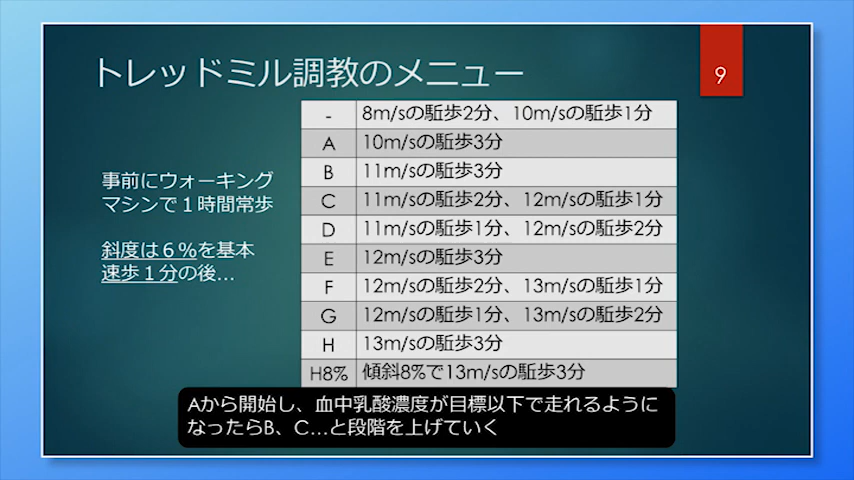 トレッドミル調教のメニュー
9
事前にウォーキング
マシンで１時間常歩
斜度は６％を基本
速歩１分の後…
- 8m/sの駈歩2分、10m/sの駈歩1分
A 10m/sの駈歩3分
B 11m/sの駈歩3分
C 11m/sの駈歩2分、12m/sの駈歩1分
D 11m/sの駈歩1分、12m/sの駈歩2分
E 12m/sの駈歩3分
F 12m/sの駈歩2分、13m/sの駈歩1分
G 12m/sの駈歩1分、13m/sの駈歩2分
H 13m/sの駈歩3分
H8% 傾斜8%で13m/sの駈歩3分
Aから開始し、血中乳酸濃度が目標以下で走れるように
なったらB、C…と段階を上げていく